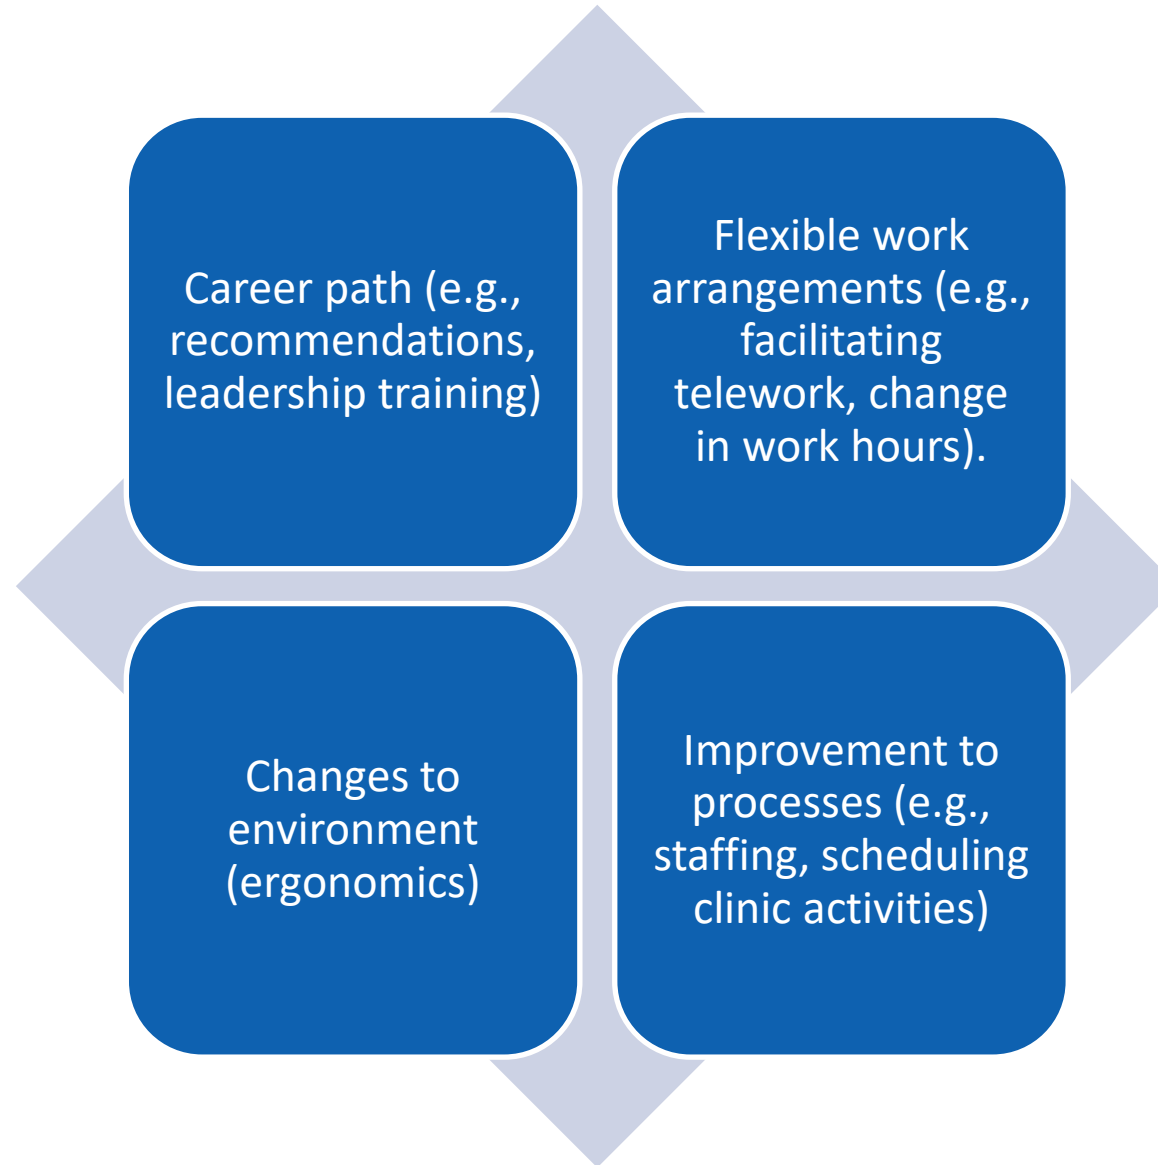 Career path (e.g.,
recommendations,
leadership training)
Flexible work
arrangements (e.g.,
facilitating
telework, change
in work hours).
Changes to
environment
(ergonomics)
Improvement to
processes (e.g.,
staffing, scheduling
clinic activities)